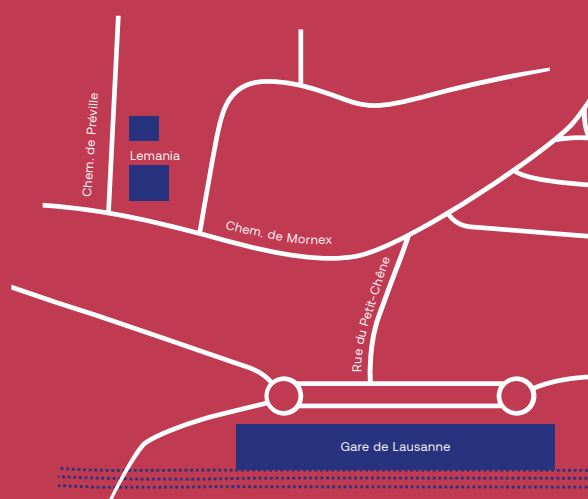 Chem. de Préville
Lemania
Chem. de Mornex
Rue du Petit-Chêne
Gare de Lausanne